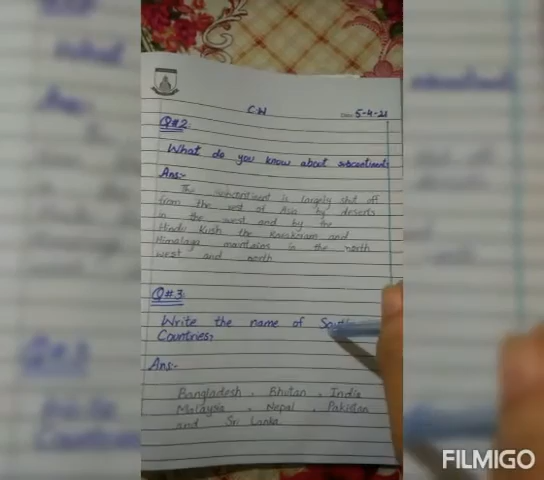 C.W
Date: 5-4-21
Q#2:
What do you know about subcontinent
Ans:-
The subcontinent is largely shut off
from the rest of Asia by deserts
in the west and by the
Hindu Kush the and
Himalaya mountains in the north
west and north
Q#3:
Write the name of
Countries?
Ans:-
Bangladesh , Bhutan , India
Malaysia , Nepal , Pakistan
and Sri Lanka.
FILMIGO